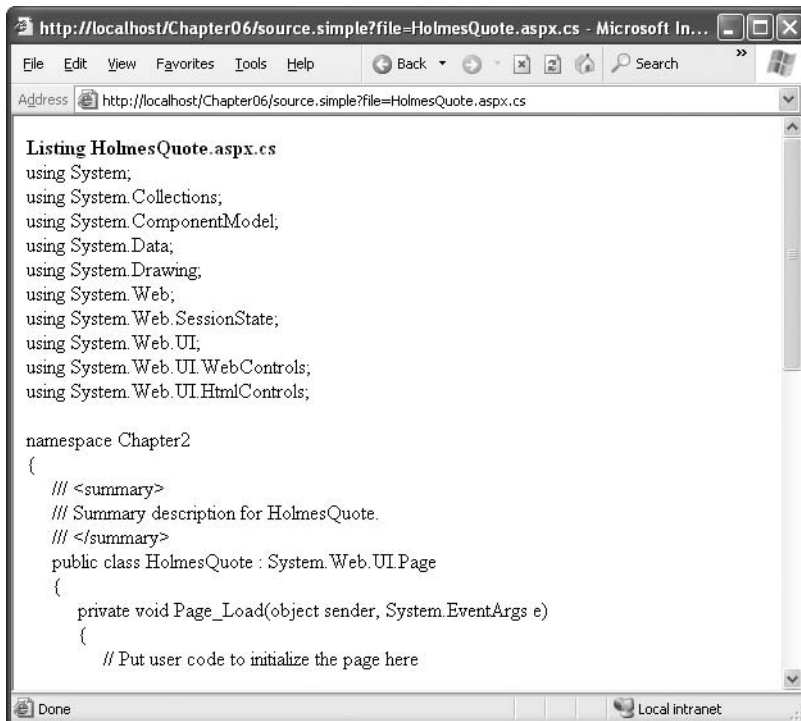 http://localhost/Chapter06/source.simple?file=HolmesQuote.aspx.cs - Microsoft In...
File Edit View Favorites Tools Help Back Search »
Address http://localhost/Chapter06/source.simple?file=HolmesQuote.aspx.cs
Listing HolmesQuote.aspx.cs
using System;
using System.Collections;
using System.ComponentModel;
using System.Data;
using System.Drawing;
using System.Web;
using System.Web.SessionState;
using System.Web.UI;
using System.Web.UI.WebControls;
using System.Web.UI.HtmlControls;
namespace Chapter2
{
/// <summary>
/// Summary description for HolmesQuote.
/// </summary>
public class HolmesQuote : System.Web.UI.Page
{
private void Page_Load(object sender, System.EventArgs e)
{
// Put user code to initialize the page here
Done Local intranet